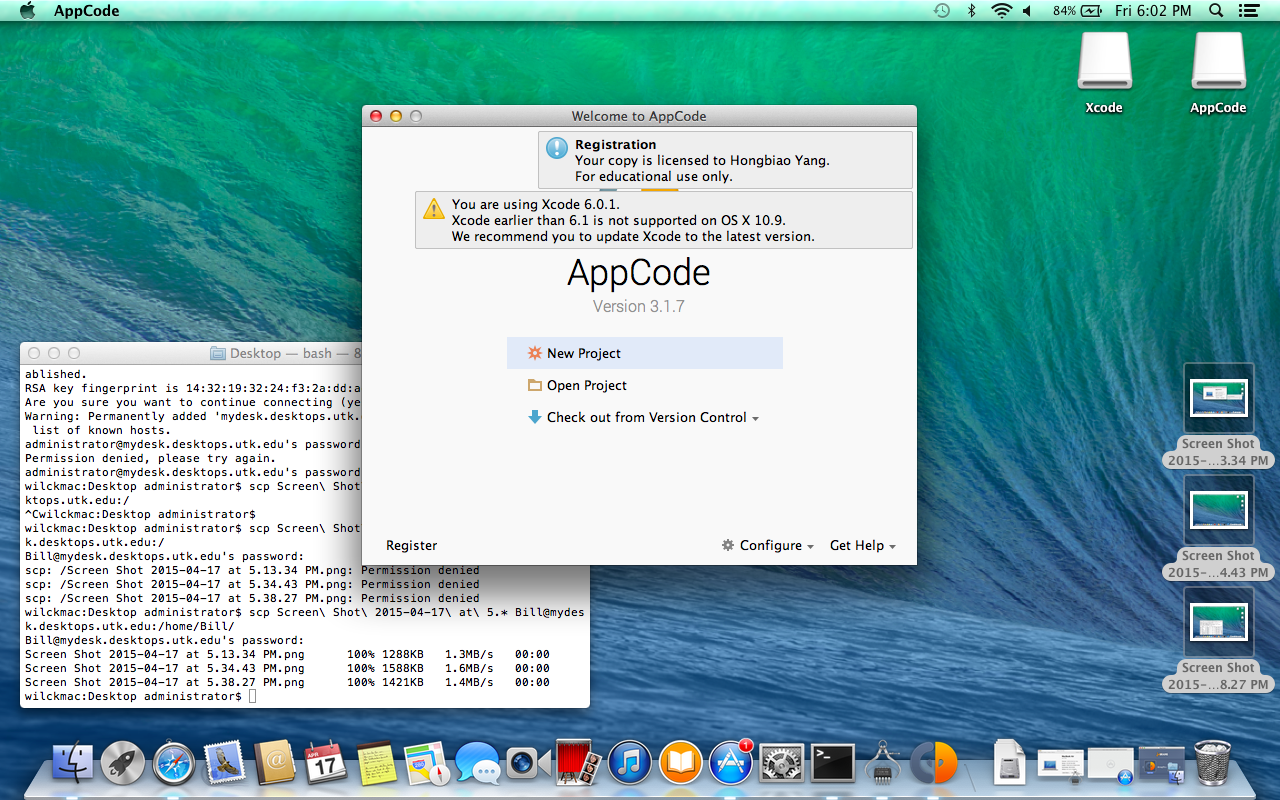 AppCode
84%
Fri 6:02 PM
Xcode
AppCode
Welcome to AppCode
Registration
Your copy is licensed to Hongbiao Yang.
For educational use only.
You are using Xcode 6.0.1.
Xcode earlier than 6.1 is not supported on OS X 10.9.
We recommend you to update Xcode to the latest version.
AppCode
Version 3.1.7
New Project
Open Project
Check out from Version Control
Register
Configure
Get Help
Desktop — bash — 8
ablished.
RSA key fingerprint is 14:32:19:32:24:f3:2a:dd:a
Are you sure you want to continue connecting (ye
Warning: Permanently added 'mydesk.desktops.utk.
list of known hosts.
administrator@mydesk.desktops.utk.edu's password
Permission denied, please try again.
administrator@mydesk.desktops.utk.edu's password
wilckmac:Desktop administrator$ scp Screen\ Shot
ktops.utk.edu:/
^Cwilckmac:Desktop administrator$
wilckmac:Desktop administrator$ scp Screen\ Shot
k.desktops.utk.edu:/
Bill@mydesk.desktops.utk.edu's password:
scp: /Screen Shot 2015-04-17 at 5.13.34 PM.png: Permission denied
scp: /Screen Shot 2015-04-17 at 5.34.43 PM.png: Permission denied
scp: /Screen Shot 2015-04-17 at 5.38.27 PM.png: Permission denied
wilckmac:Desktop administrator$ scp Screen\ Shot\ 2015-04-17\ at\ 5.* Bill@mydes
k.desktops.utk.edu:/home/Bill/
Bill@mydesk.desktops.utk.edu's password:
Screen Shot 2015-04-17 at 5.13.34 PM.png 100% 1288KB 1.3MB/s 00:00
Screen Shot 2015-04-17 at 5.34.43 PM.png 100% 1588KB 1.6MB/s 00:00
Screen Shot 2015-04-17 at 5.38.27 PM.png 100% 1421KB 1.4MB/s 00:00
wilckmac:Desktop administrator$
Screen Shot
2015-...3.34 PM
Screen Shot
2015-...4.43 PM
Screen Shot
2015-...8.27 PM
APR
17
1